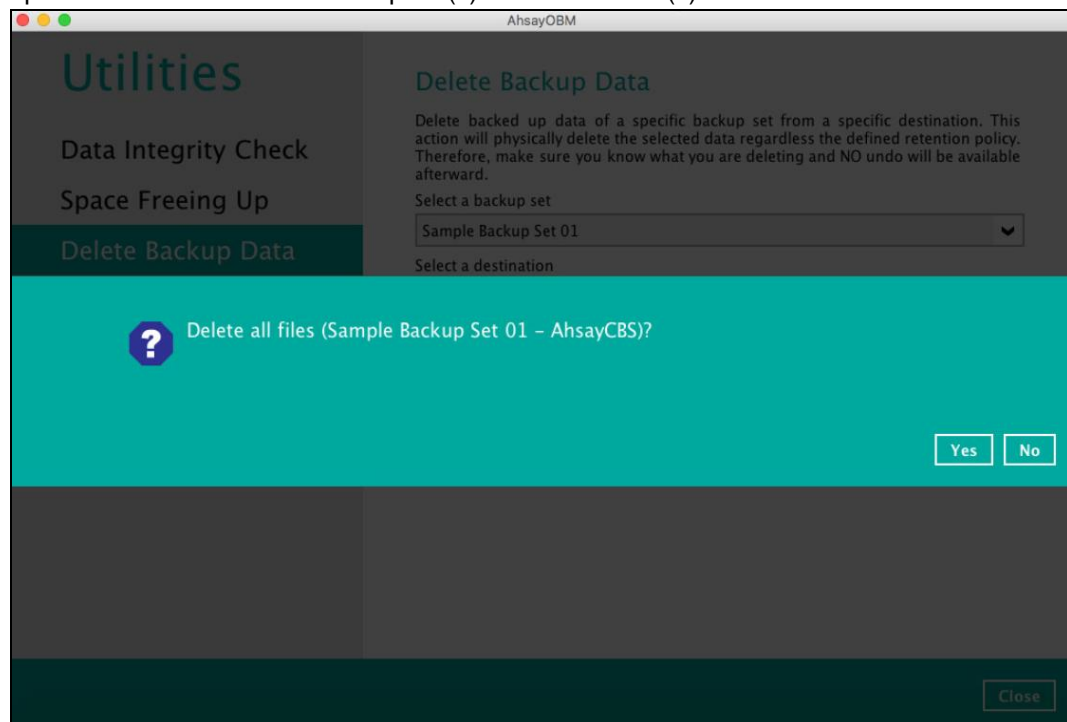 AhsayOBM
Utilities
Data Integrity Check
Space Freeing Up
Delete Backup Data
Delete Backup Data
Delete backed up data of a specific backup set from a specific destination. This
action will physically delete the selected data regardless the defined retention policy.
Therefore, make sure you know what you are deleting and NO undo will be available
afterward.
Select a backup set
Sample Backup Set 01
Select a destination
Delete all files (Sample Backup Set 01 – AhsayCBS)?
Yes No
Close